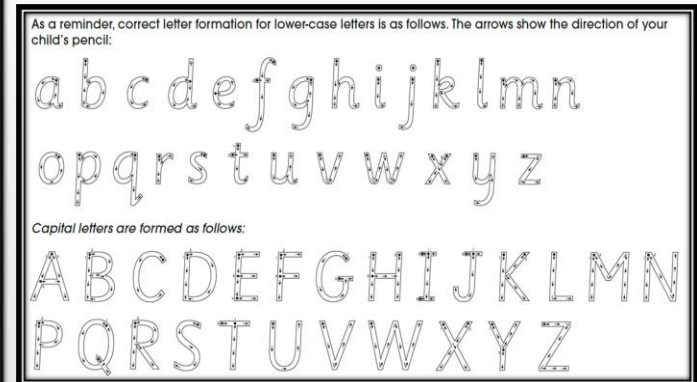 As a reminder, correct letter formation for lower-case letters is as follows. The arrows show the direction of your
child's pencil:
a b c d e f g h i j k l m n
o p q r s t u v w x y z
Capital letters are formed as follows:
A B C D E F G H I J K L M N
P Q R S T U V W X Y Z